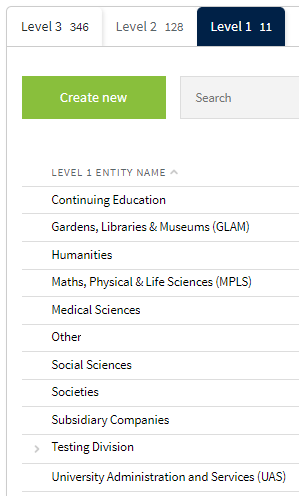 Level 3 346 Level 2 128 Level 1 11
Create new Search
LEVEL 1 ENTITY NAME
Continuing Education
Gardens, Libraries & Museums (GLAM)
Humanities
Maths, Physical & Life Sciences (MPLS)
Medical Sciences
Other
Social Sciences
Societies
Subsidiary Companies
Testing Division
University Administration and Services (UAS)